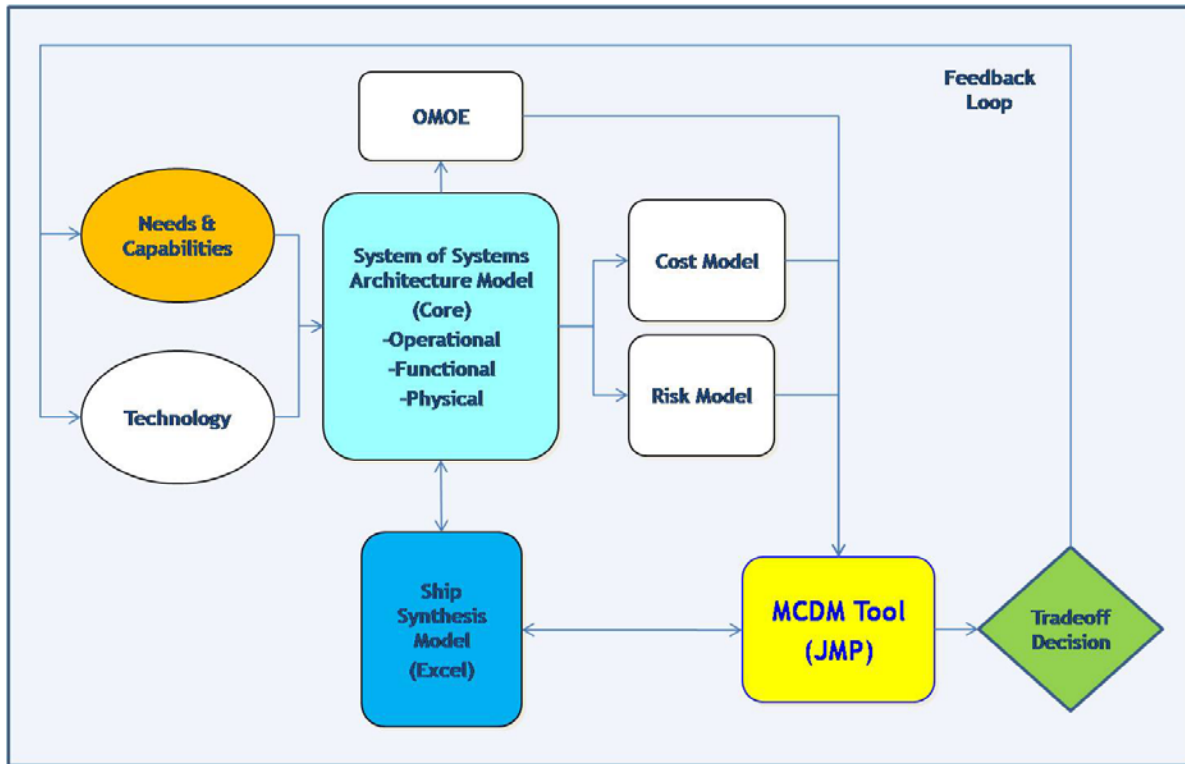 Feedback
Loop
OMOE
Needs &
Capabilities
System of Systems
Architecture Model
(Core)
-Operational
-Functional
-Physical
Cost Model
Technology
Risk Model
Ship
Synthesis
Model
(Excel)
MCDM Tool
(JMP)
Tradeoff
Decision